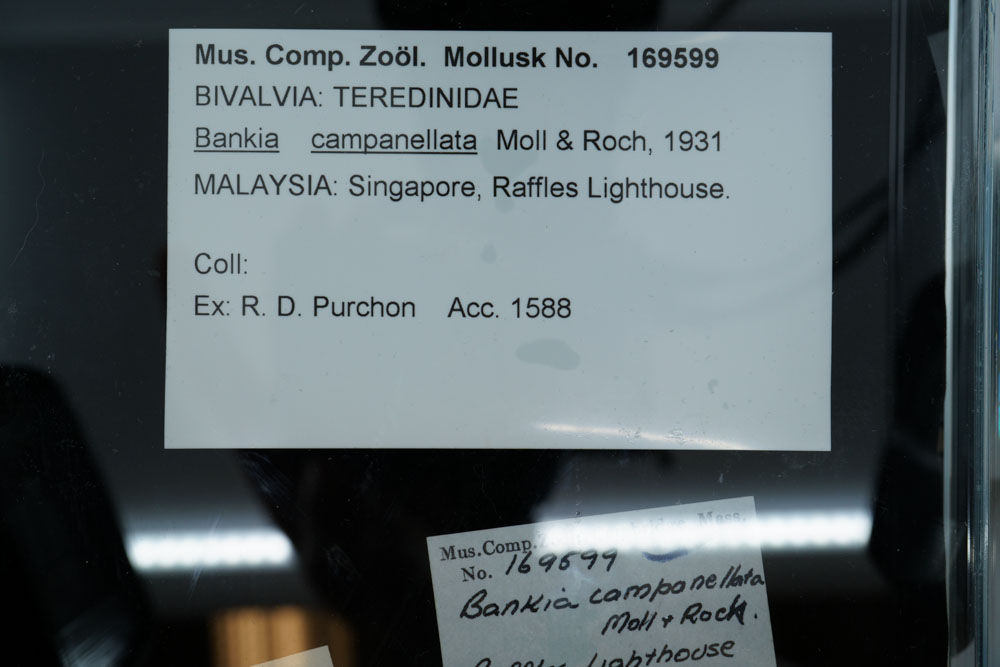 Mus. Comp. Zoöl. Mollusk No. 169599
BIVALVIA: TEREDINIDAE
Bankia campanellata Moll & Roch, 1931
MALAYSIA: Singapore, Raffles Lighthouse.
Coll:
Ex: R. D. Purchon Acc. 1588
Mus. Comp. Mass.
No. 169599
Bankia campanellata
Moll & Roch.
Lighthouse